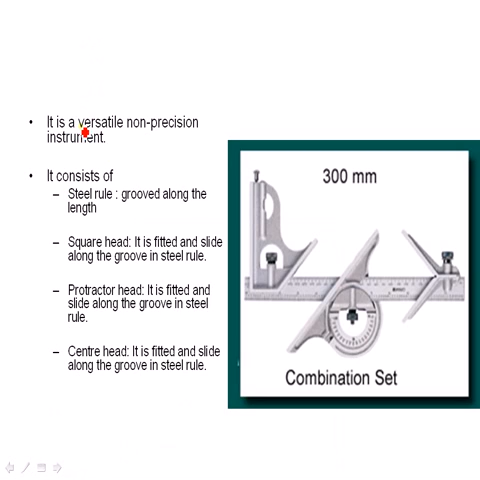 • It is a versatile non-precision
instrument.
• It consists of
– Steel rule : grooved along the
length
– Square head: It is fitted and slide
along the groove in steel rule.
– Protractor head: It is fitted and
slide along the groove in steel
rule.
– Centre head: It is fitted and slide
along the groove in steel rule.
300 mm
Combination Set